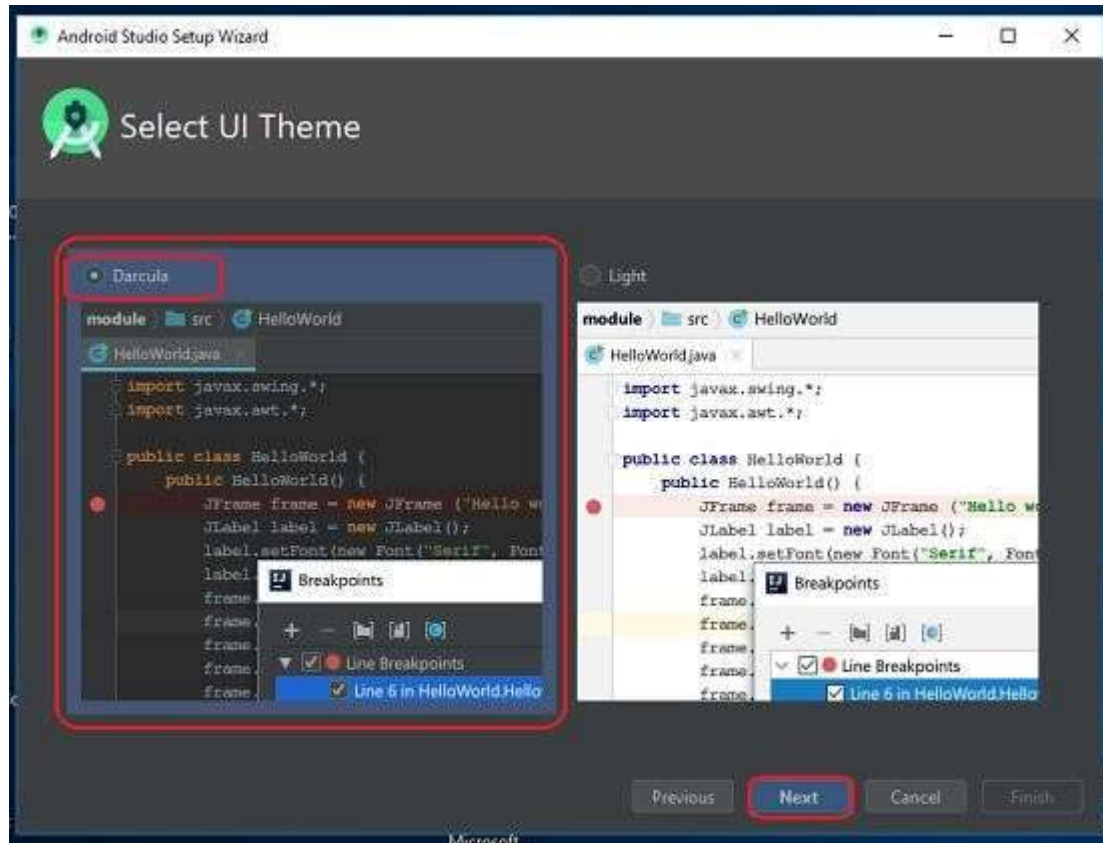 Android Studio Setup Wizard
Select UI Theme
Darcula
module src HelloWorld
HelloWorld.java
import javax.swing.*;
import javax.awt.*;
public class HelloWorld {
public HelloWorld() {
JFrame frame = new JFrame ("Hello w
JLabel label = new JLabel();
label.setFont(new Font("Serif", Font
label.
frame.
frame.
frame.
frame.
frame.
Breakpoints
Line Breakpoints
Line 6 in HelloWorld.Hello
Light
module src HelloWorld
HelloWorld.java
import javax.swing.*;
import javax.awt.*;
public class HelloWorld {
public HelloWorld() {
JFrame frame = new JFrame ("Hello w
JLabel label = new JLabel();
label.setFont(new Font("Serif", Font
label.
frame.
frame.
frame.
frame.
frame.
Breakpoints
Line Breakpoints
Line 6 in HelloWorld.Hello
Previous Next Cancel Finish
Microsoft